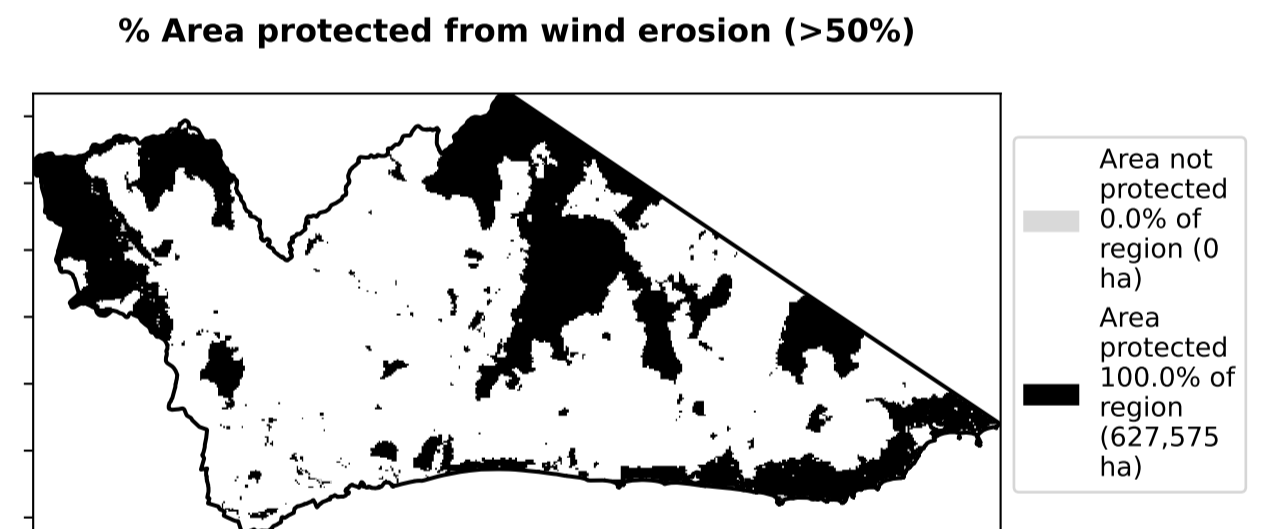 % Area protected from wind erosion (>50%)
Area not
protected
0.0% of
region (0
ha)
Area
protected
100.0% of
region
(627,575
ha)